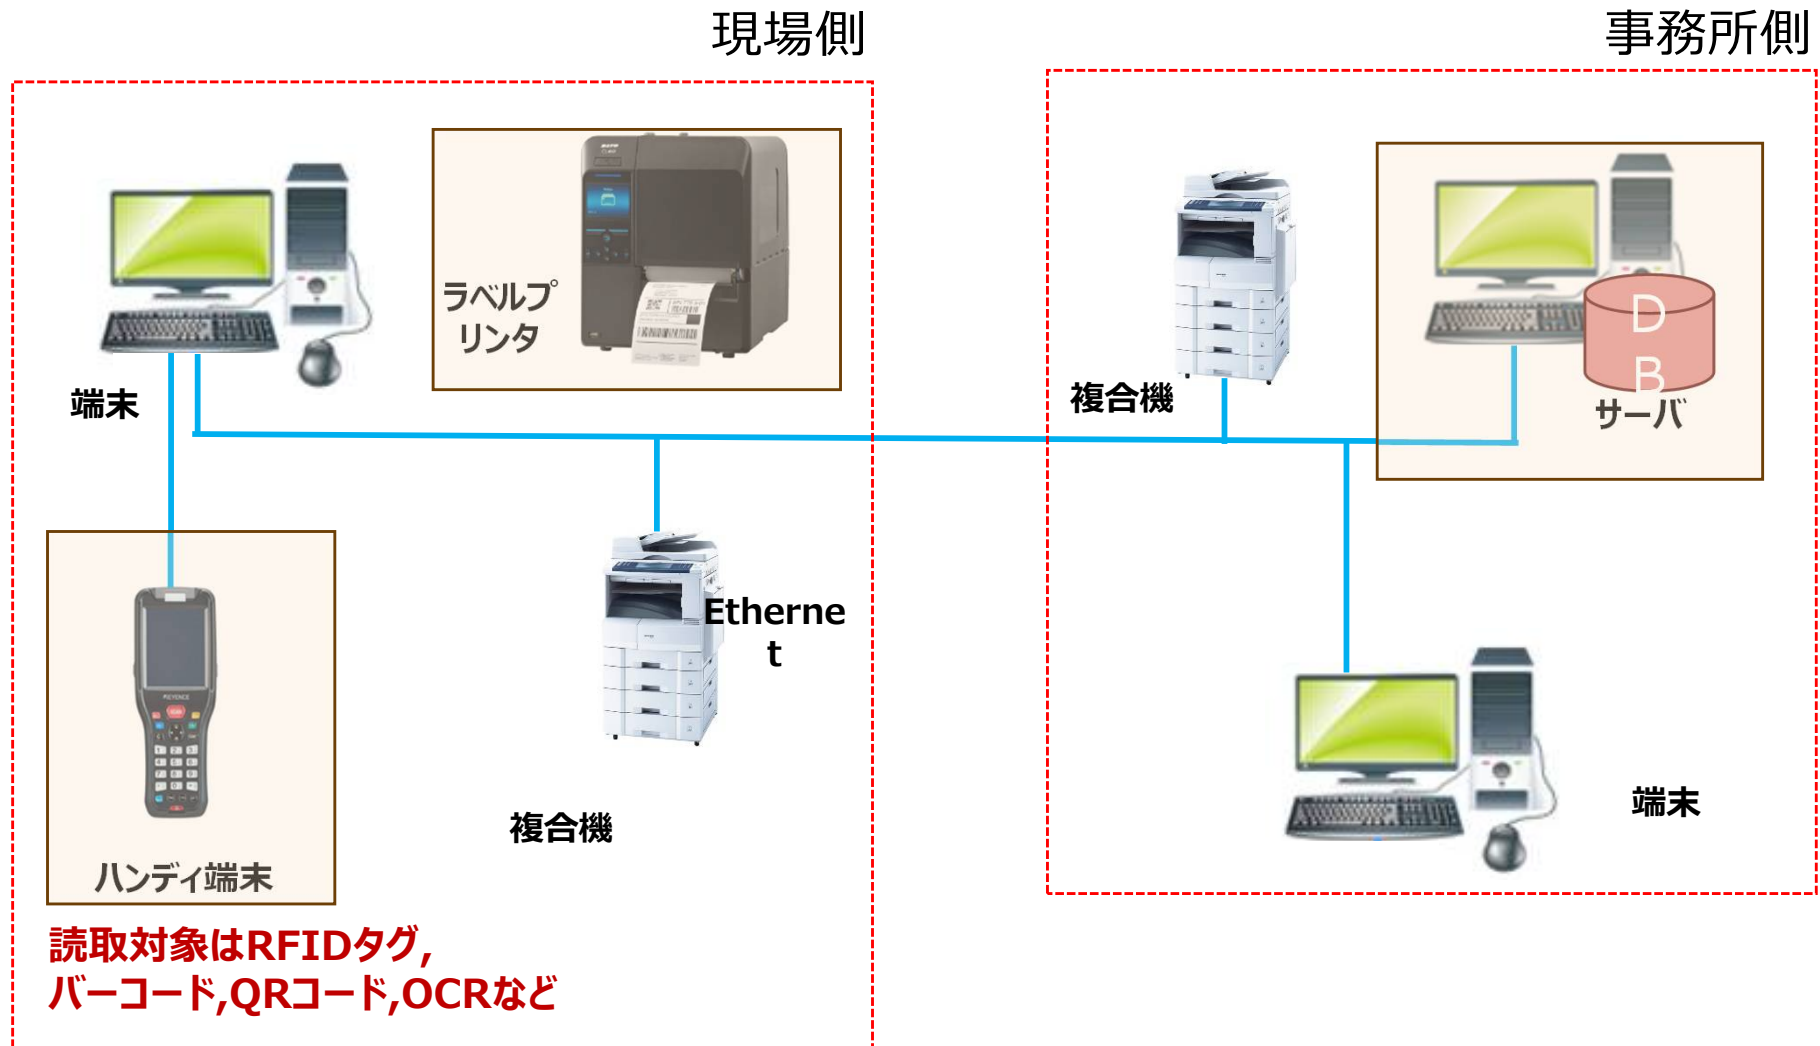 現場側
事務所側
ラベルプ
リンタ
端末
複合機
D
B
サーバ
Etherne
t
KEYENCE
複合機
端末
ハンディ端末
読取対象はRFIDタグ,
バーコード,QRコード,OCRなど